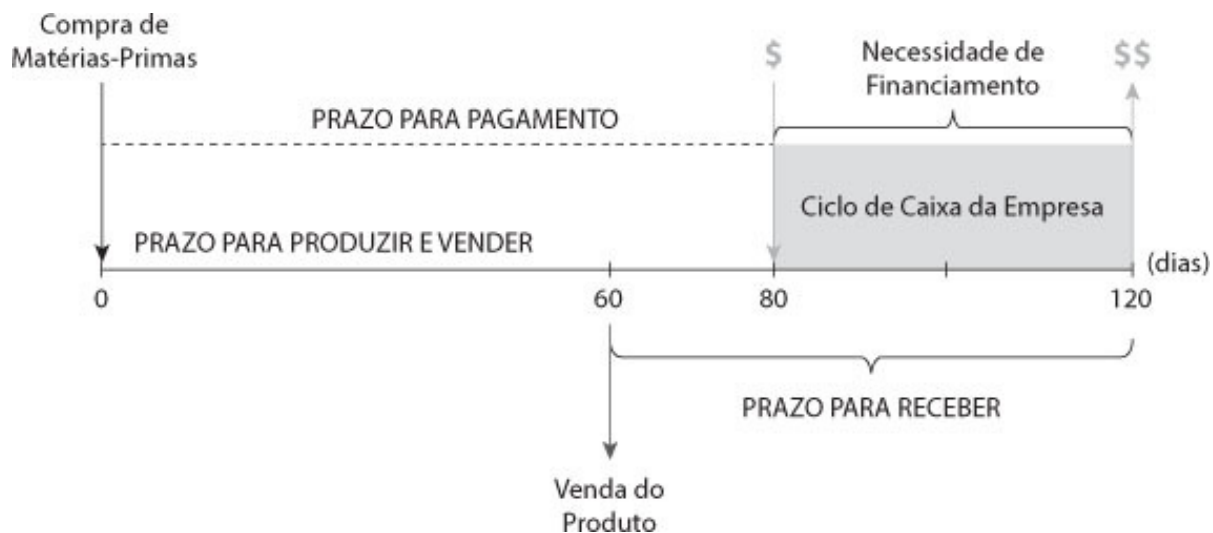 Compra de
Matérias-Primas
$
Necessidade de
Financiamento
$$
PRAZO PARA PAGAMENTO
Ciclo de Caixa da Empresa
PRAZO PARA PRODUZIR E VENDER
(dias)
0
60
80
120
PRAZO PARA RECEBER
Venda do
Produto